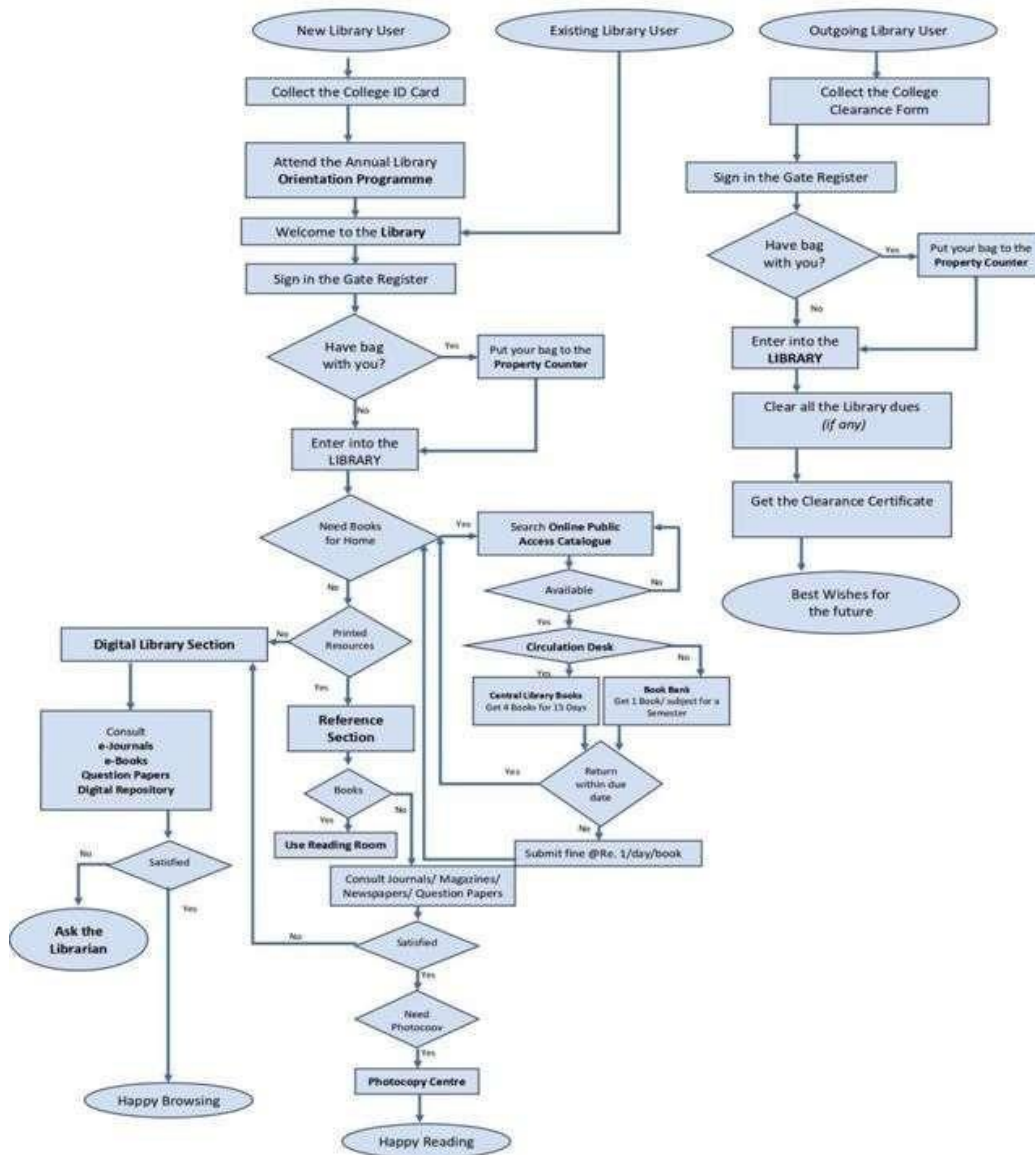 New Library User
Existing Library User
Outgoing Library User
Collect the College ID Card
Collect the College
Clearance Form
Attend the Annual Library
Orientation Programme
Sign in the Gate Register
Welcome to the Library
Have bag
with you?
Yes
Put your bag to the
Property Counter
No
Sign in the Gate Register
Have bag
with you?
Yes
Put your bag to the
Property Counter
No
Enter into the
LIBRARY
Clear all the Library dues
(if any)
Enter into the
LIBRARY
Get the Clearance Certificate
Need Books
for Home
Yes
Search Online Public
Access Catalogue
No
Available
No
Best Wishes for
the future
Yes
Digital Library Section
No
Printed
Resources
Circulation Desk
Yes
No
Yes
Central Library Books
Get 4 Books for 15 Days
Book Bank
Get 1 Book/ subject for a
Semester
Reference
Section
Consult
e-Journals
e-Books
Question Papers
Digital Repository
Yes
Return
within due
date
Books
No
Yes
No
Use Reading Room
Submit fine @Re. 1/day/book
No
Satisfied
Consult Journals/ Magazines/
Newspapers/ Question Papers
Yes
Ask the
Librarian
No
Satisfied
Yes
Need
Photocoov
Yes
Photocopy Centre
Happy Browsing
Happy Reading